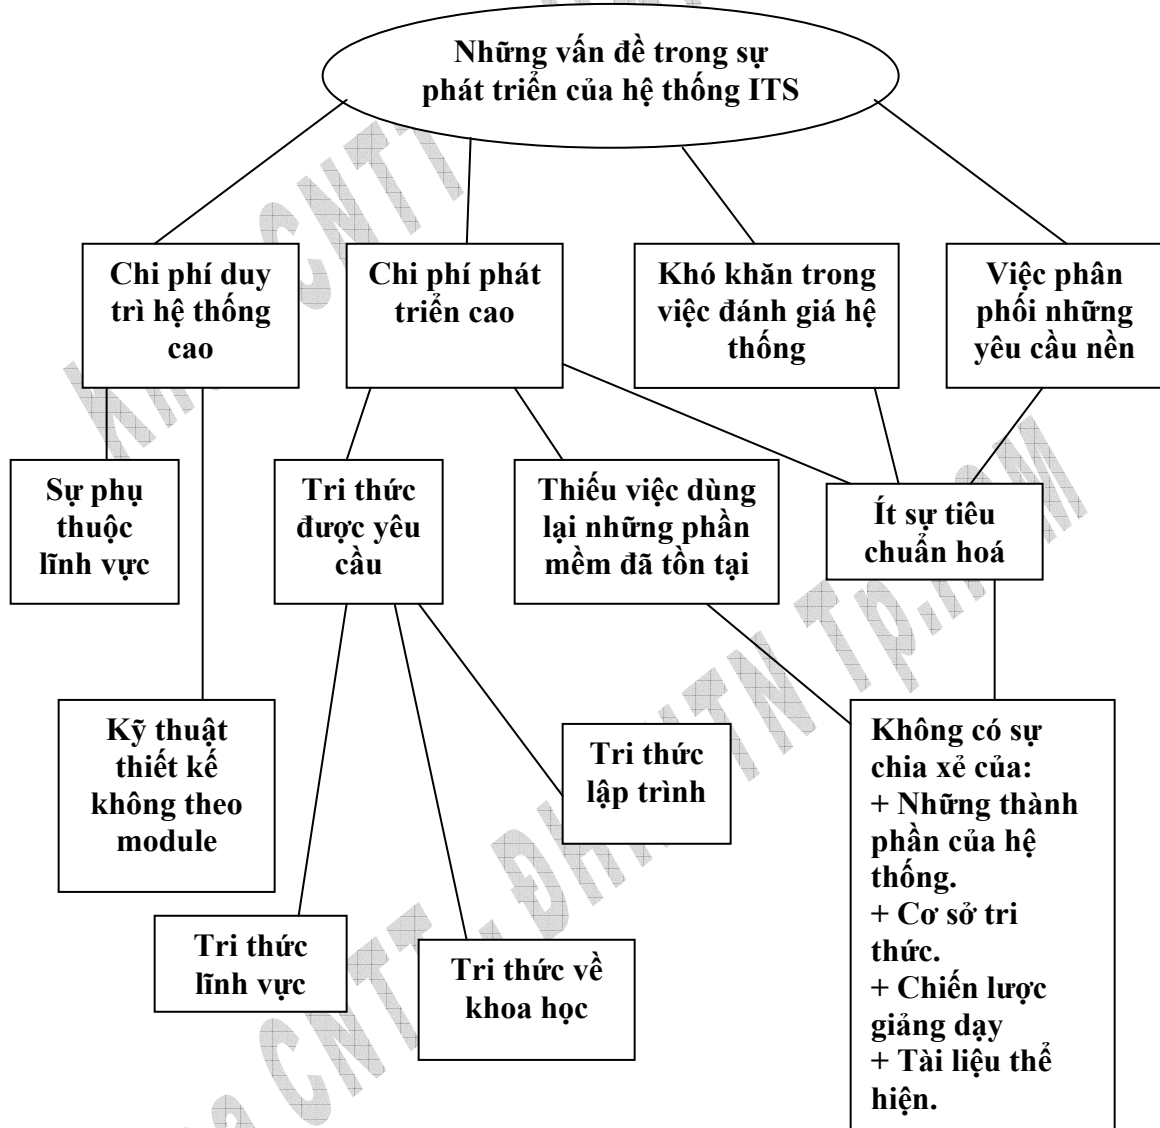 Những vấn đề trong sự
phát triển của hệ thống ITS
Chi phí duy
trì hệ thống
cao
Chi phí phát
triển cao
Khó khăn trong
việc đánh giá hệ
thống
Việc phân
phối những
yêu cầu nền
Sự phụ
thuộc
lĩnh vực
Tri thức
được yêu
cầu
Thiếu việc dùng
lại những phần
mềm đã tồn tại
Ít sự tiêu
chuẩn hoá
Kỹ thuật
thiết kế
không theo
module
Tri thức
lập trình
Không có sự
chia xẻ của:
+ Những thành
phần của hệ
thống.
+ Cơ sở tri
thức.
+ Chiến lược
giảng dạy
+ Tài liệu thể
hiện.
Tri thức
lĩnh vực
Tri thức về
khoa học
CNTT